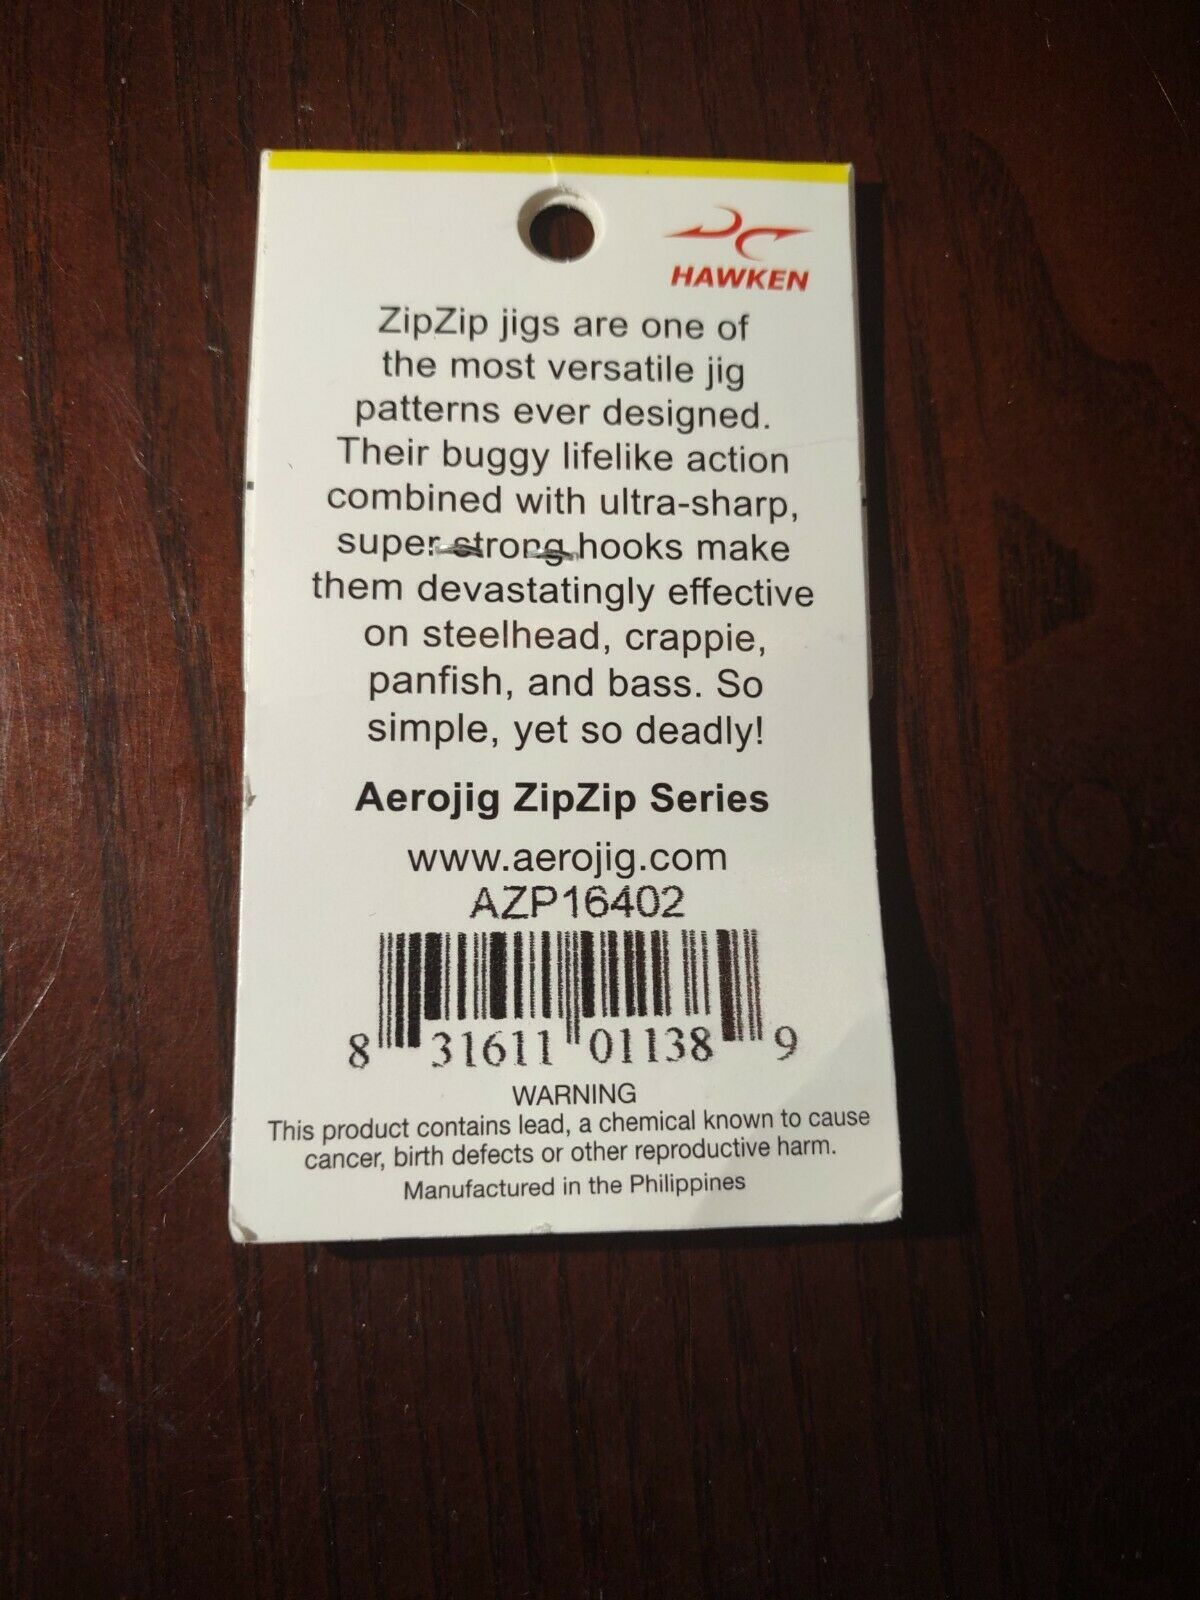 HAWKEN
ZipZip jigs are one of
the most versatile jig
patterns ever designed.
Their buggy lifelike action
combined with ultra-sharp,
super strong hooks make
them devastatingly effective
on steelhead, crappie,
panfish, and bass. So
simple, yet so deadly!
Aerojig ZipZip Series
www.aerojig.com
AZP16402
8 31611 01138 9
WARNING
This product contains lead, a chemical known to cause
cancer, birth defects or other reproductive harm.
Manufactured in the Philippines